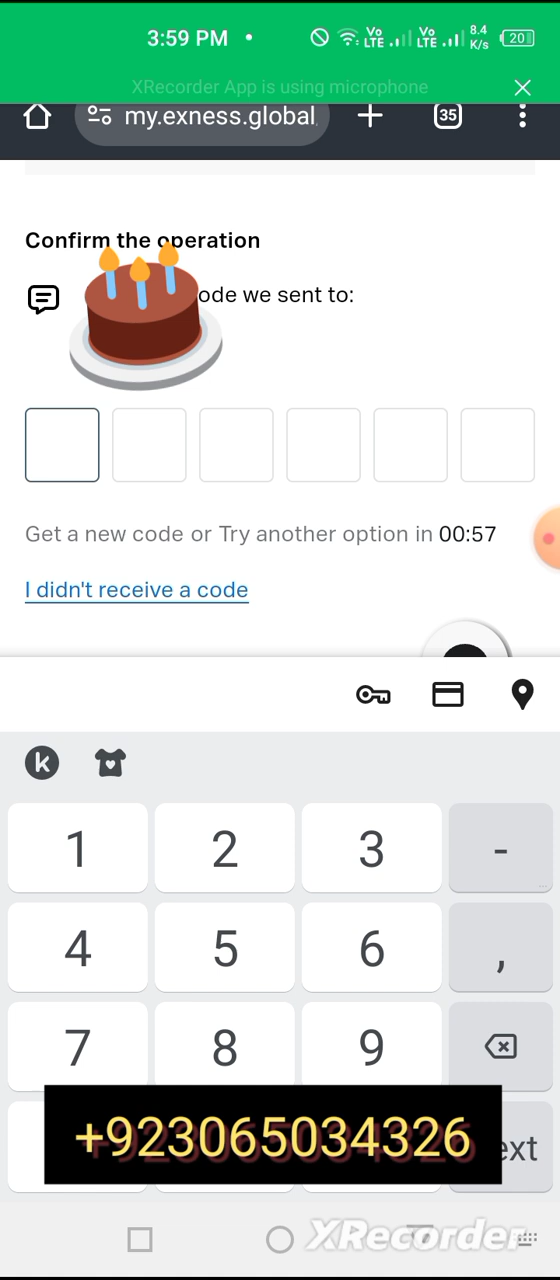 3:59 PM
Vo LTE Vo LTE 8.4 K/s 20
XRecorder App is using microphone
my.exness.global
35
Confirm the operation
ode we sent to:
Get a new code or Try another option in 00:57
I didn't receive a code
k
1 2 3 -
4 5 6 ,
7 8 9
+923065034326
ext
XRecorder